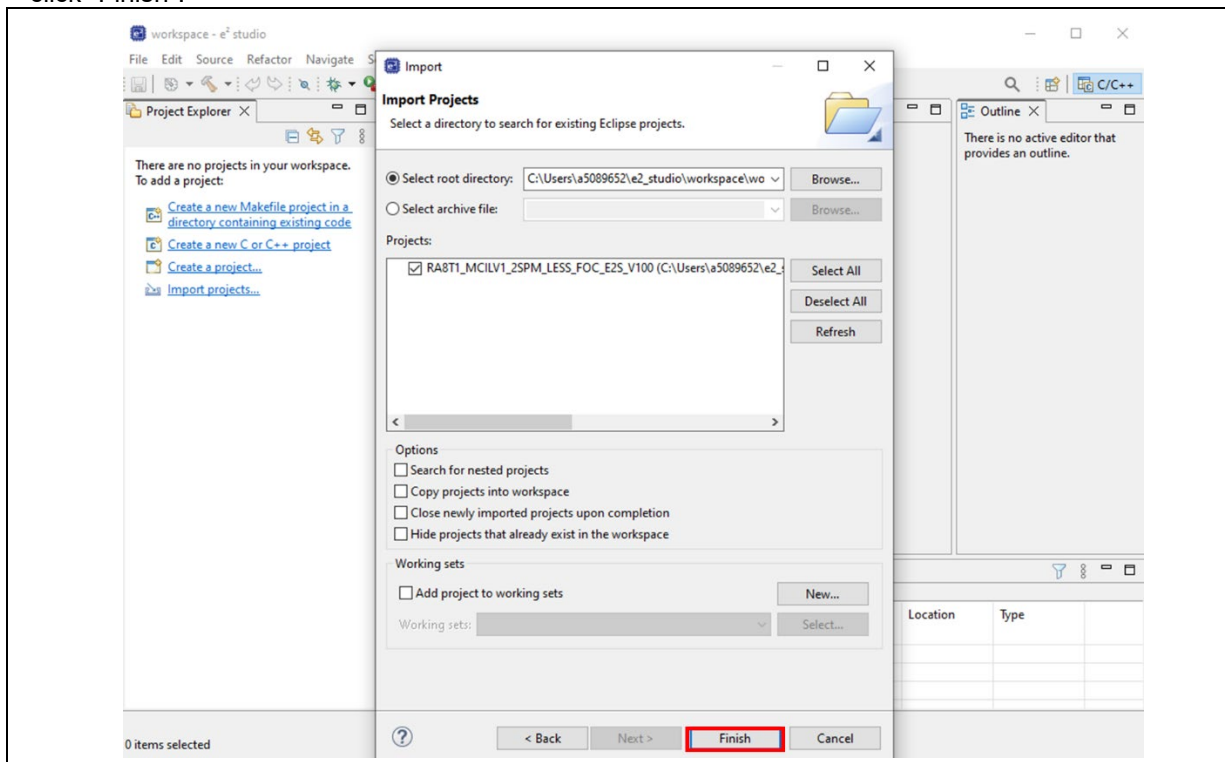 workspace - e² studio
File Edit Source Refactor Navigate
Import
Import Projects
Select a directory to search for existing Eclipse projects.
C/C++
Project Explorer
Outline
There are no projects in your workspace.
To add a project:
Create a new Makefile project in a
directory containing existing code
Create a new C or C++ project
Create a project...
Import projects...
There is no active editor that
provides an outline.
Select root directory: C:\Users\a5089652\e2_studio\workspace\wo Browse...
Select archive file: Browse...
Projects:
RA8T1_MCILV1_2SPM_LESS_FOC_E2S_V100 (C:\Users\a5089652\e2_
Select All
Deselect All
Refresh
Options
Search for nested projects
Copy projects into workspace
Close newly imported projects upon completion
Hide projects that already exist in the workspace
Working sets
Add project to working sets New...
Working sets: Select...
Location Type
0 items selected
? < Back Next > Finish Cancel